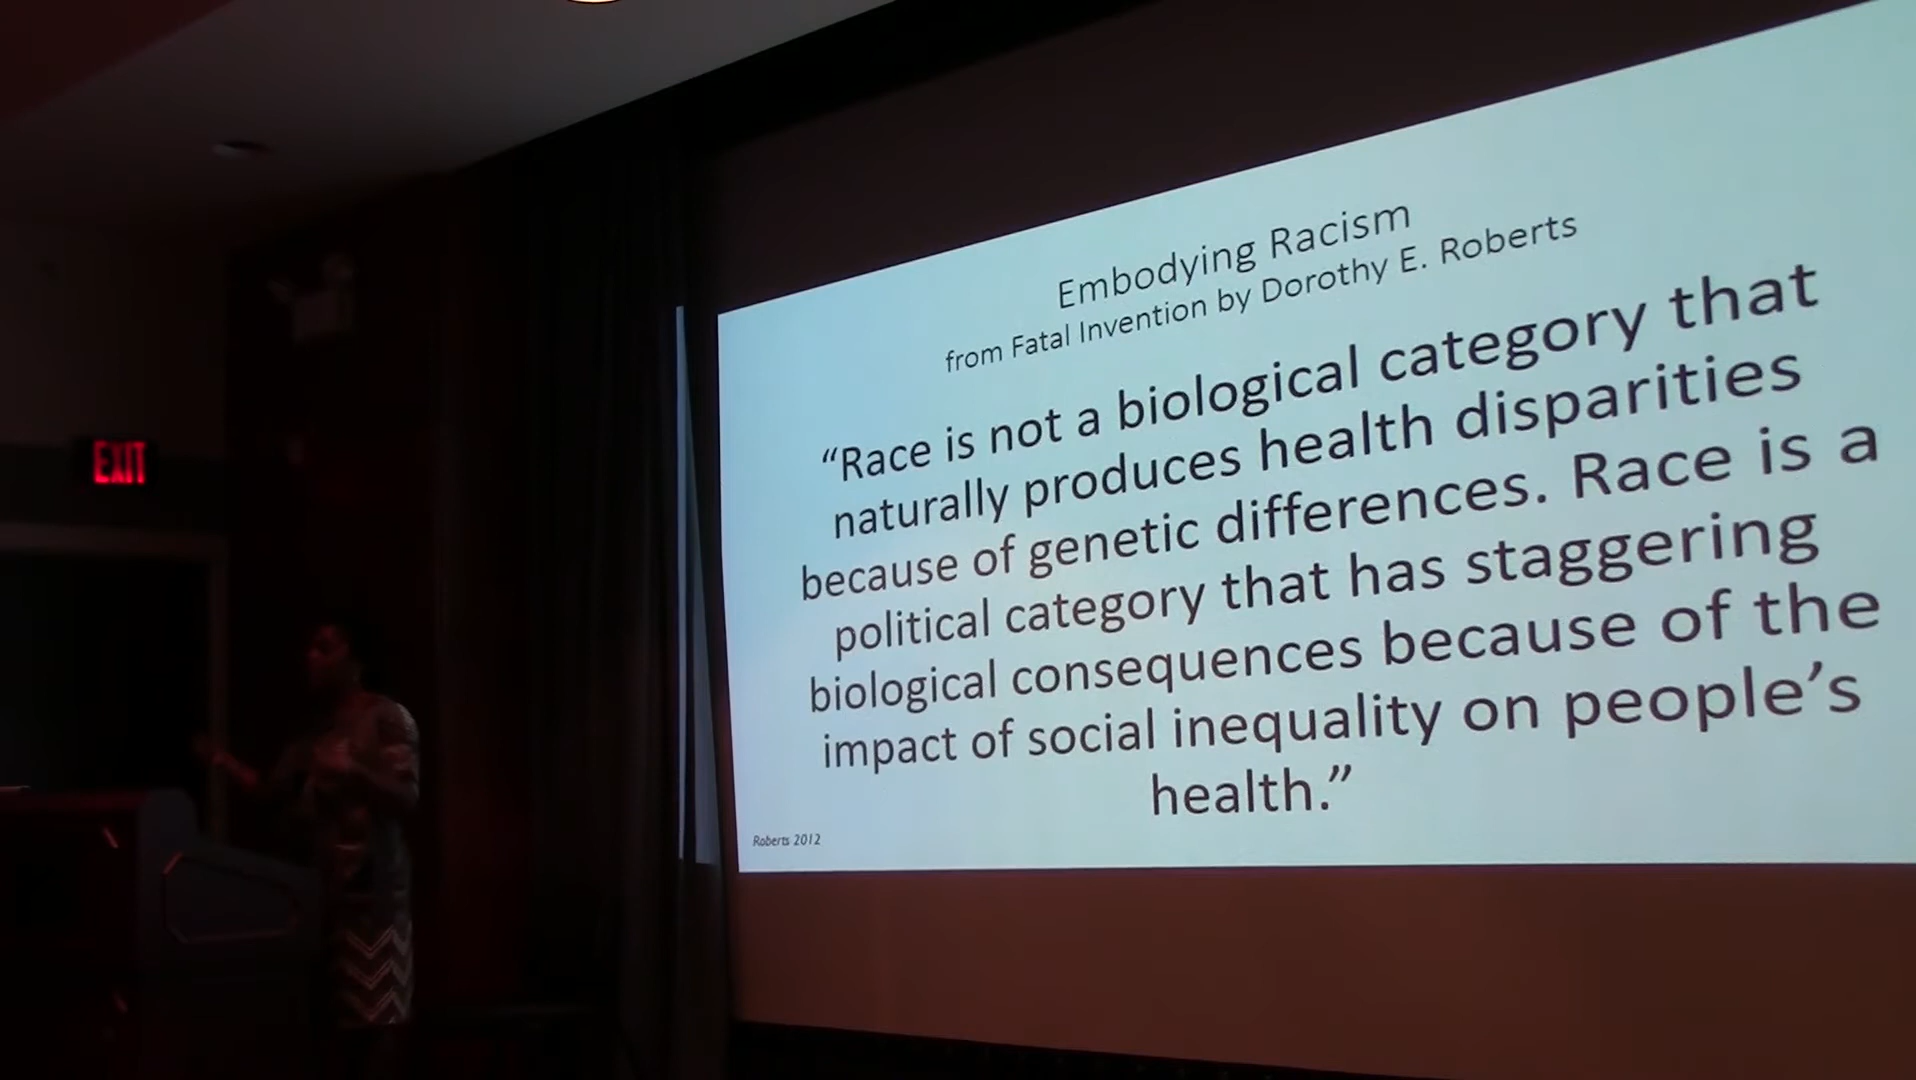 EXIT
Embodying Racism
from Fatal Invention by Dorothy E. Roberts
“Race is not a biological category that
naturally produces health disparities
because of genetic differences. Race is a
political category that has staggering
biological consequences because of the
impact of social inequality on people’s
health.”
Roberts 2012